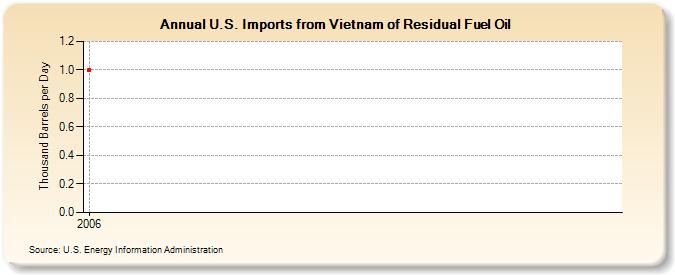 Annual U.S. Imports from Vietnam of Residual Fuel Oil
Thousand Barrels per Day
1.2
1.0
0.8
0.6
0.4
0.2
0.0
2006
Source: U.S. Energy Information Administration